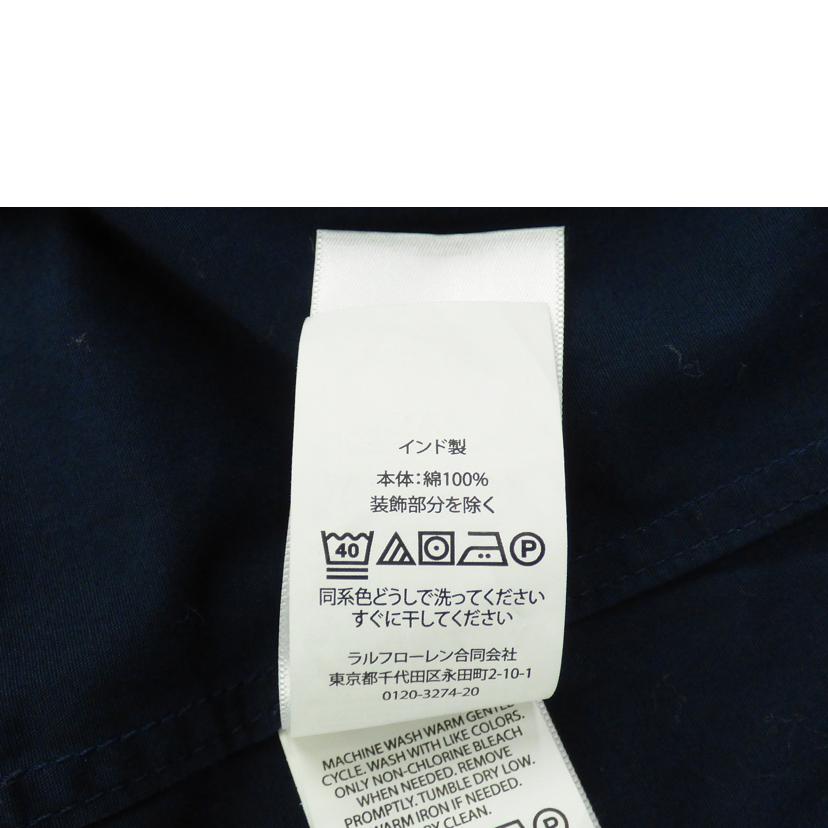 インド製
本体:綿100%
装飾部分を除く
40 P
同系色どうしで洗ってください
すぐに干してください
ラルフローレン合同会社
東京都千代田区永田町2-10-1
0120-3274-20
MACHINE WASH WARM GENTLE
CYCLE. WASH WITH LIKE COLORS.
ONLY NON-CHLORINE BLEACH
WHEN NEEDED. REMOVE
PROMPTLY. TUMBLE DRY LOW.
WARM IRON IF NEEDED.
DRY CLEAN.
P